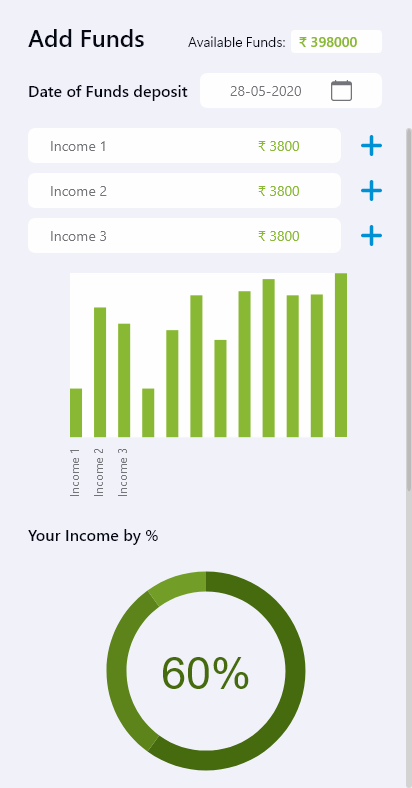 Add Funds
Available Funds: ₹ 398000
Date of Funds deposit 28-05-2020
Income 1 ₹ 3800
Income 2 ₹ 3800
Income 3 ₹ 3800
Income 1
Income 2
Income 3
Your Income by %
60%